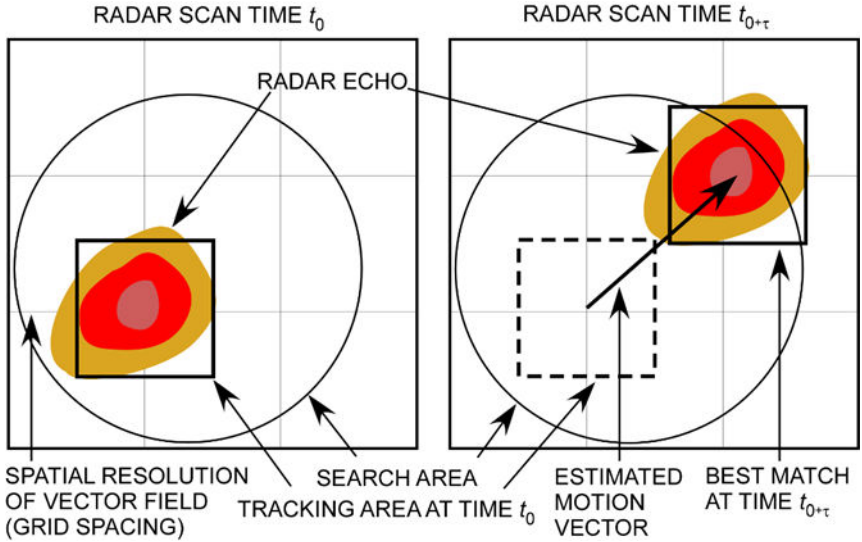 RADAR SCAN TIME t0
RADAR SCAN TIME t0+τ
RADAR ECHO
SPATIAL RESOLUTION
OF VECTOR FIELD
(GRID SPACING)
SEARCH AREA
TRACKING AREA AT TIME t0
ESTIMATED
MOTION
VECTOR
BEST MATCH
AT TIME t0+τ